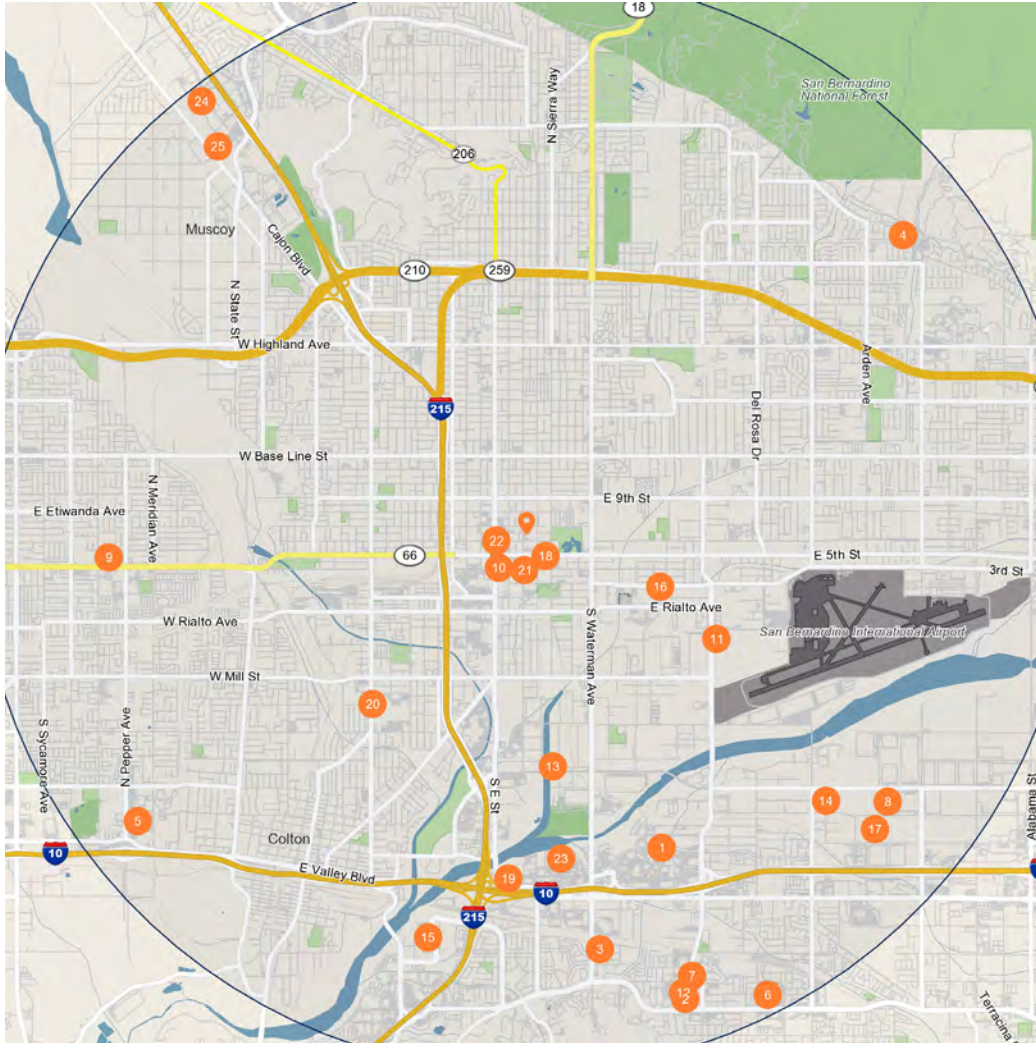 18
San Bernardino
National Forest
24
N Sierra Way
25
206
Muscoy
Cajon Blvd
4
210
259
N State St
W Highland Ave
Arden Ave
215
Del Rosa Dr
W Base Line St
N Meridian Ave
E 9th St
E Etiwanda Ave
22
9
66
18
E 5th St
10
21
3rd St
16
E Rialto Ave
W Rialto Ave
11
San Bernardino International Airport
S Waterman Ave
W Mill St
20
S Sycamore Ave
N Pepper Ave
13
S E St
14
8
Alabama St
5
17
Colton
1
10
23
E Valley Blvd
19
10
215
15
3
7
12
2
6
Terracina